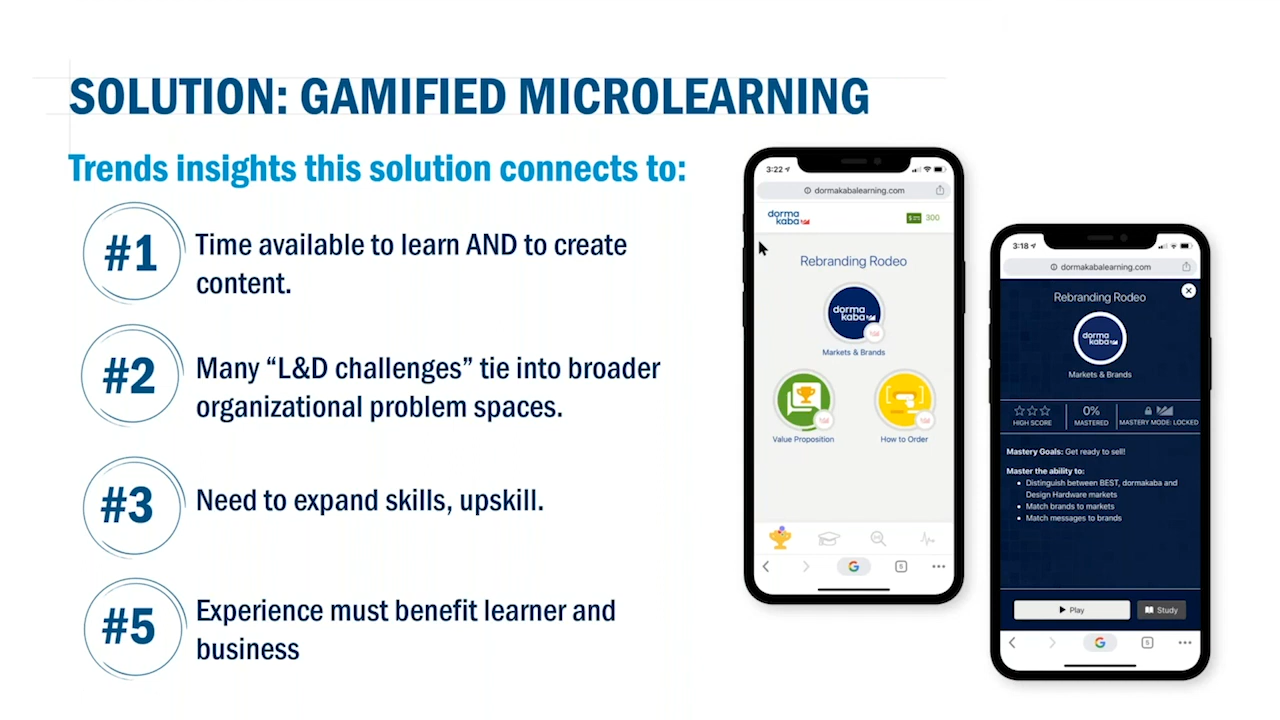 SOLUTION: GAMIFIED MICROLEARNING
Trends insights this solution connects to:
#1
Time available to learn AND to create
content.
#2
Many “L&D challenges” tie into broader
organizational problem spaces.
#3
Need to expand skills, upskill.
#5
Experience must benefit learner and
business
3:22
dormakabalearning.com
dorma
kaba
300
Rebranding Rodeo
dorma
kaba
Markets & Brands
Value Proposition
How to Order
G
5
3:18
dormakabalearning.com
Rebranding Rodeo
dorma
kaba
Markets & Brands
HIGH SCORE
0%
MASTERED
MASTERY MODE: LOCKED
Mastery Goals: Get ready to sell!
Master the ability to:
• Distinguish between BEST, dormakaba and
Design Hardware markets
• Match brands to markets
• Match messages to brands
Play
Study
G
5